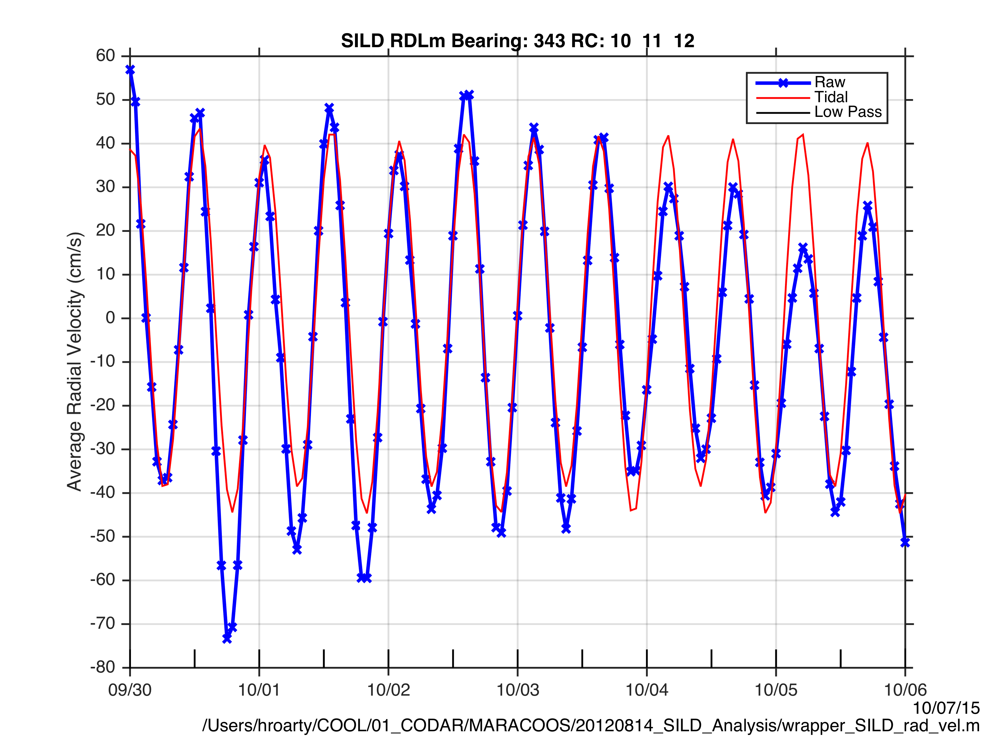 SILD RDLm Bearing: 343 RC: 10  11  12
60
50
40
30
20
10
0
-10
-20
-30
-40
-50
-60
-70
-80
Average Radial Velocity (cm/s)
Raw
Tidal
Low Pass
09/30 10/01 10/02 10/03 10/04 10/05 10/06
10/07/15
/Users/hroarty/COOL/01_CODAR/MARACOOS/20120814_SILD_Analysis/wrapper_SILD_rad_vel.m